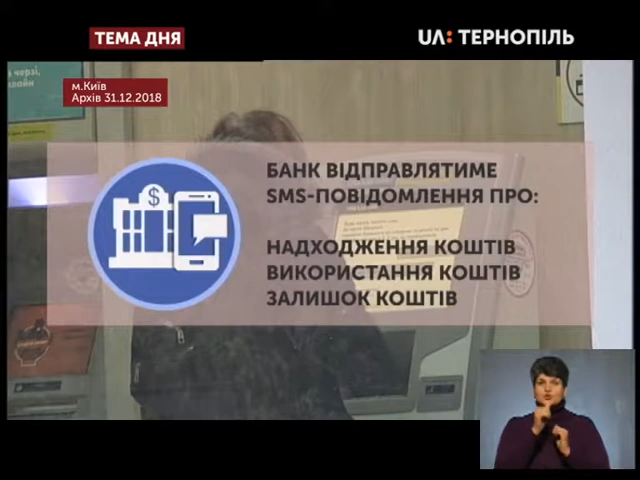 ТЕМА ДНЯ
UA: ТЕРНОПІЛЬ
м.Київ
Архів 31.12.2018
БАНК ВІДПРАВЛЯТИМЕ
SMS-ПОВІДОМЛЕННЯ ПРО:
НАДХОДЖЕННЯ КОШТІВ
ВИКОРИСТАННЯ КОШТІВ
ЗАЛИШОК КОШТІВ
$